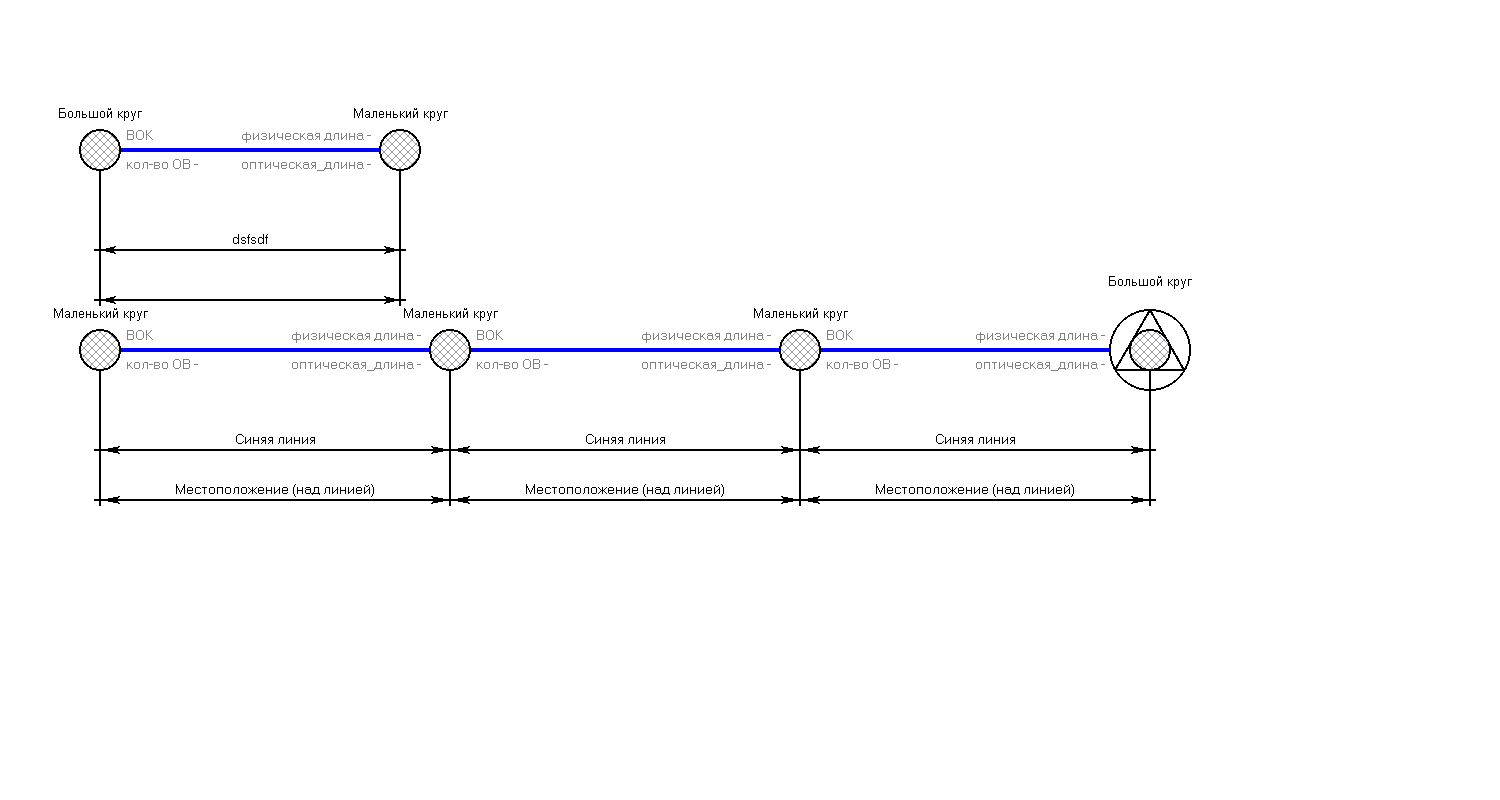 Большой круг Маленький круг
ВОК физическая длина -
кол-во ОВ - оптическая_длина -
dsfsdf
Большой круг
Маленький круг Маленький круг Маленький круг
ВОК физическая длина - ВОК физическая длина - ВОК физическая длина -
кол-во ОВ - оптическая_длина - кол-во ОВ - оптическая_длина - кол-во ОВ - оптическая_длина -
Синяя линия Синяя линия Синяя линия
Местоположение (над линией) Местоположение (над линией) Местоположение (над линией)